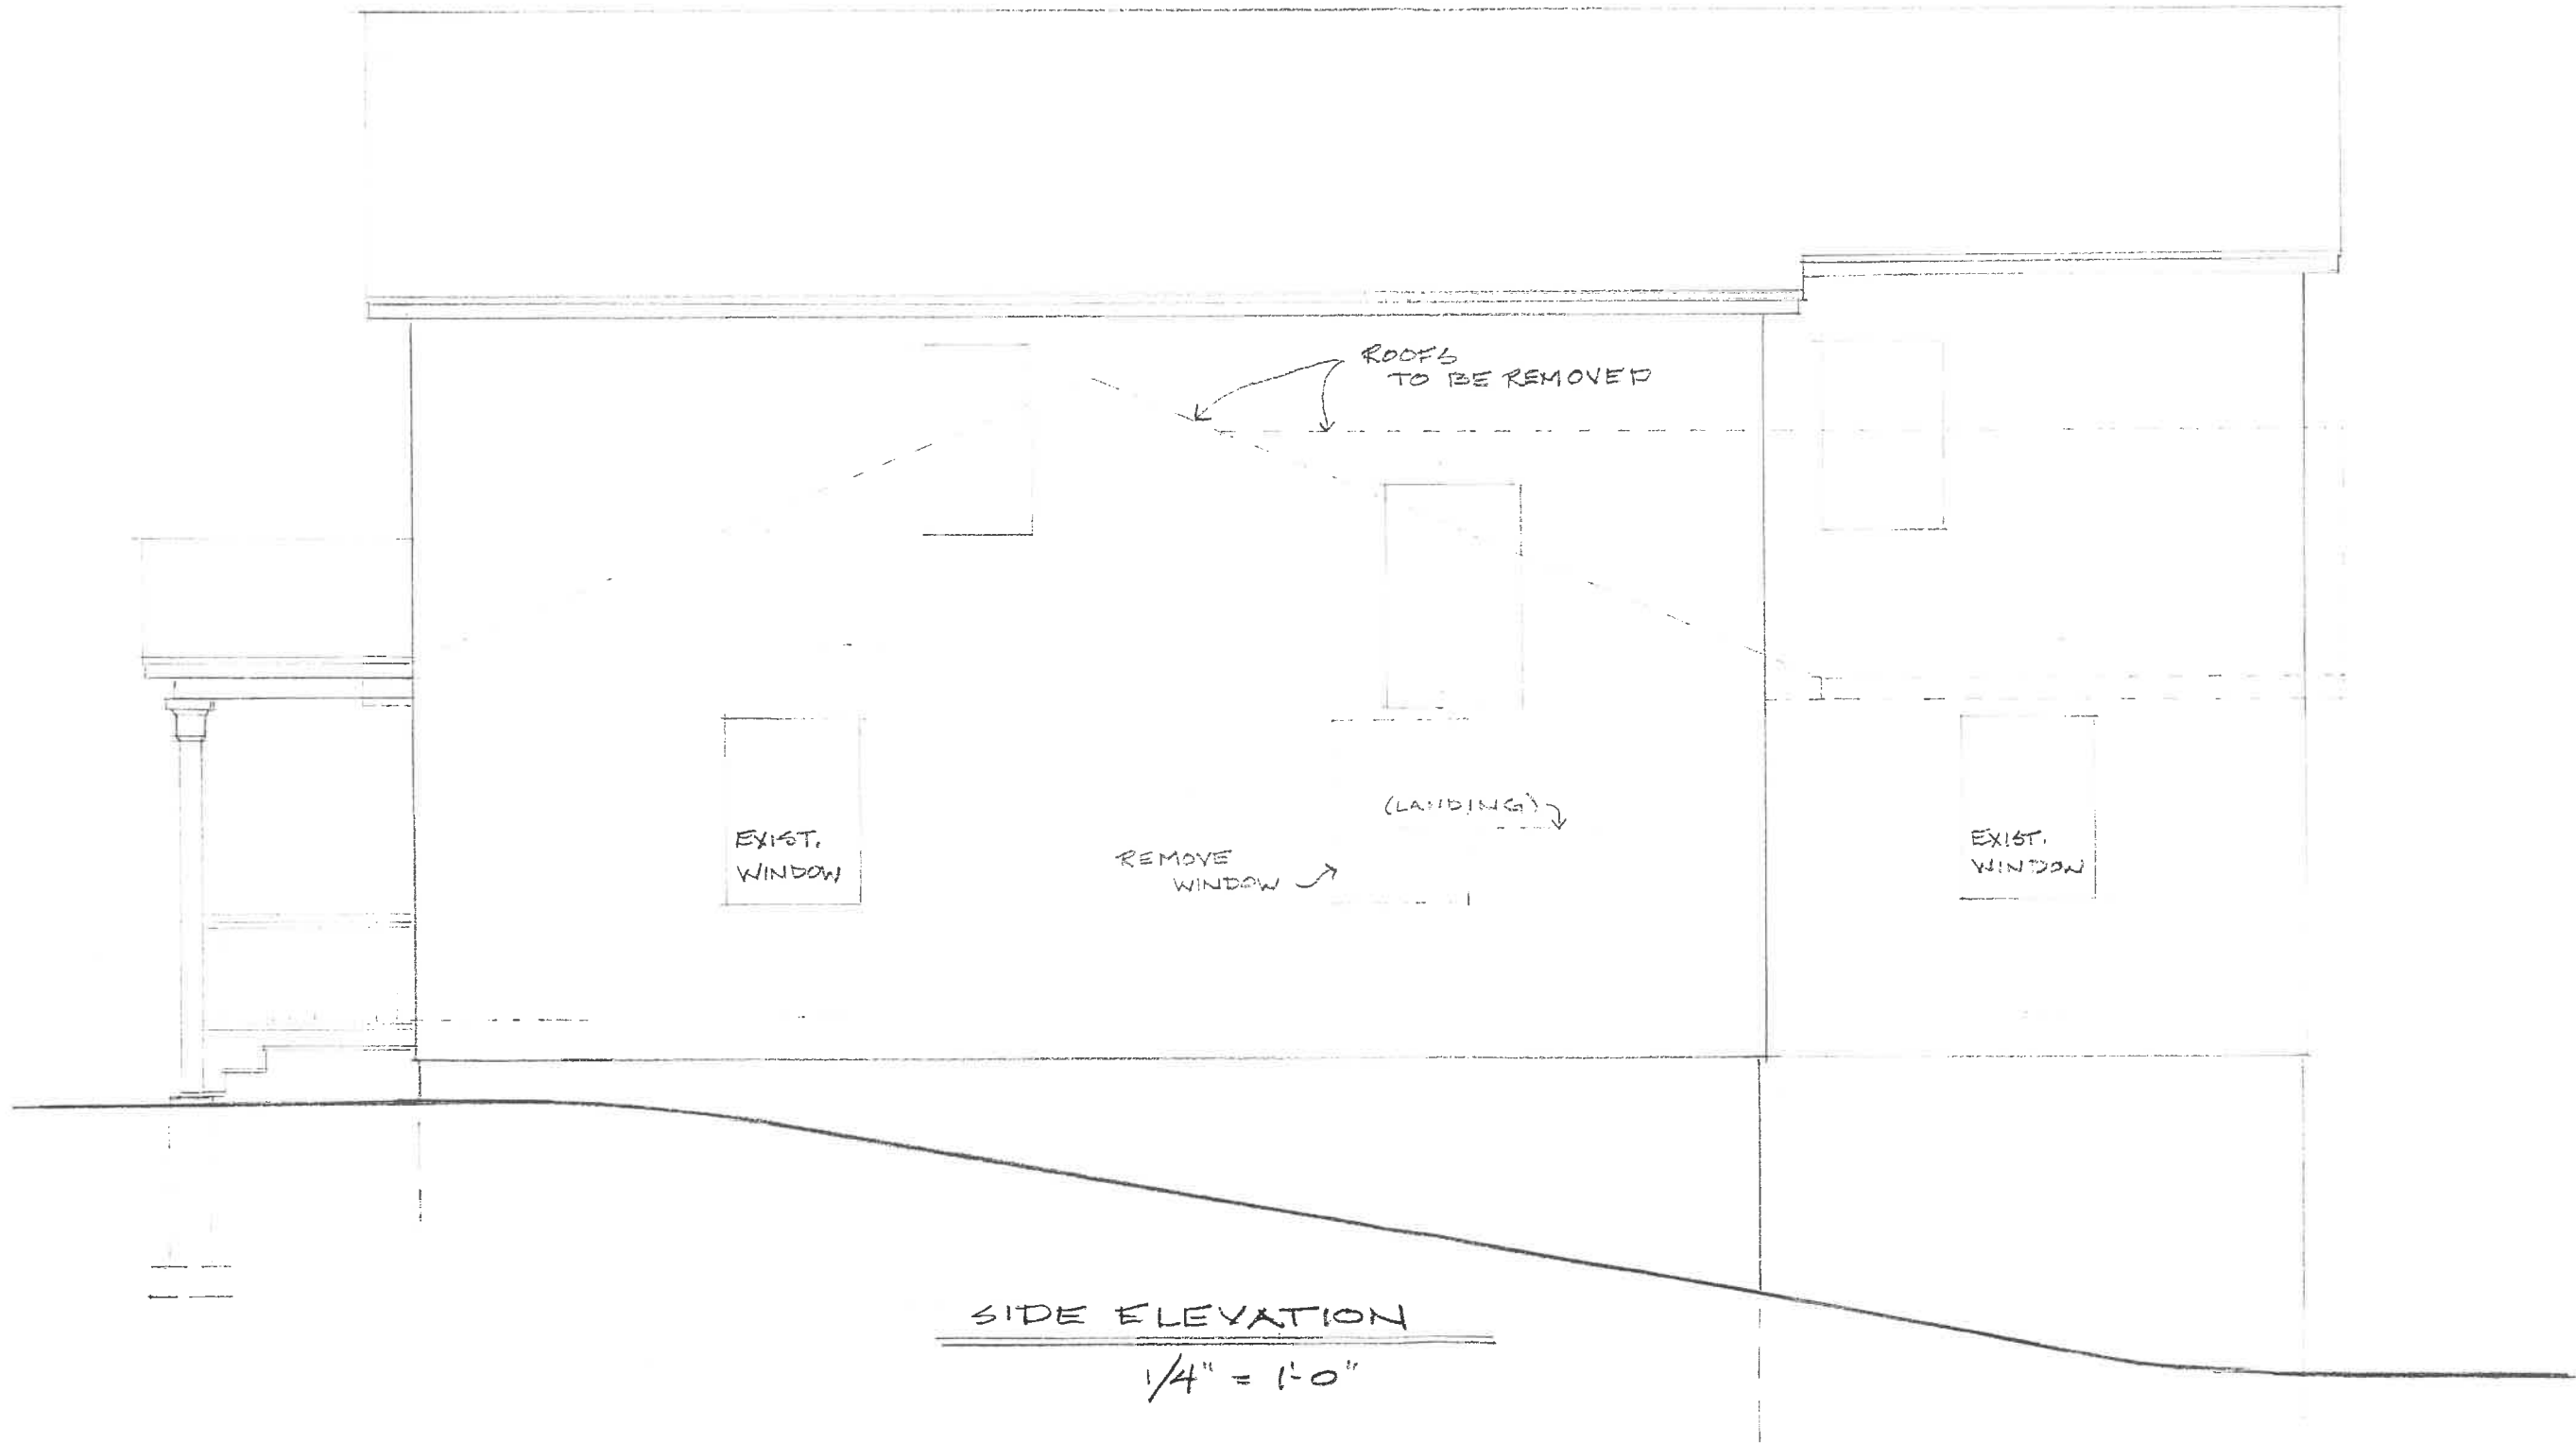 ROOFS
TO BE REMOVED
(LANDING)
EXIST.
WINDOW
REMOVE
WINDOW
EXIST.
WINDOW
SIDE ELEVATION
1/4" = 1'-0"